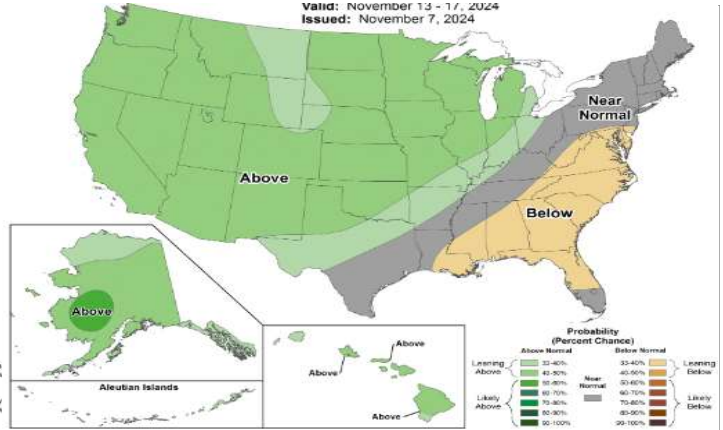 Valid: November 13 - 17, 2024
Issued: November 7, 2024
Near
Normal
Above
Below
Above
Aleutian Islands
Above
Above
Above
Probability
(Percent Chance)
Above Normal
Below Normal
Leaning
Above
33-40%
40-50%
Near
Normal
33-40%
40-50%
Leaning
Below
Likely
Above
50-60%
60-70%
70-80%
80-90%
90-100%
50-60%
60-70%
70-80%
80-90%
90-100%
Likely
Below